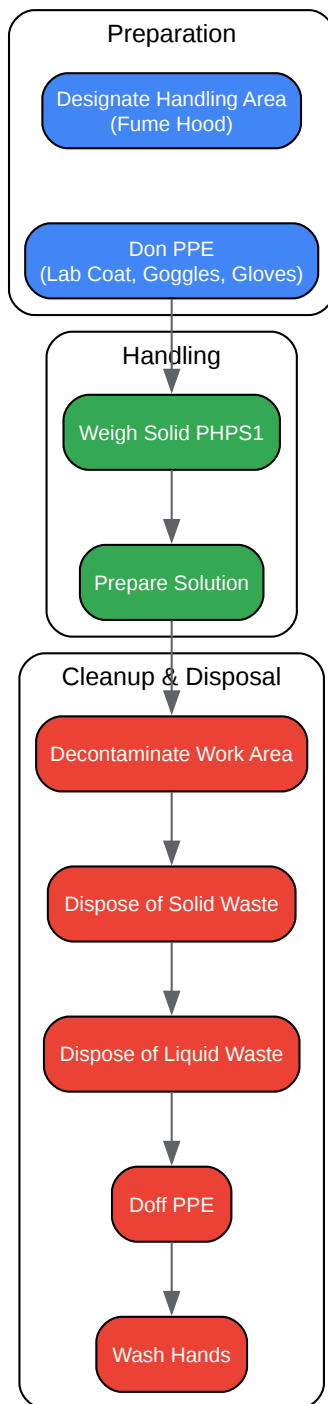 Preparation
Designate Handling Area
(Fume Hood)
Don PPE
(Lab Coat, Goggles, Gloves)
Handling
Weigh Solid PHPS1
Prepare Solution
Cleanup & Disposal
Decontaminate Work Area
Dispose of Solid Waste
Dispose of Liquid Waste
Doff PPE
Wash Hands